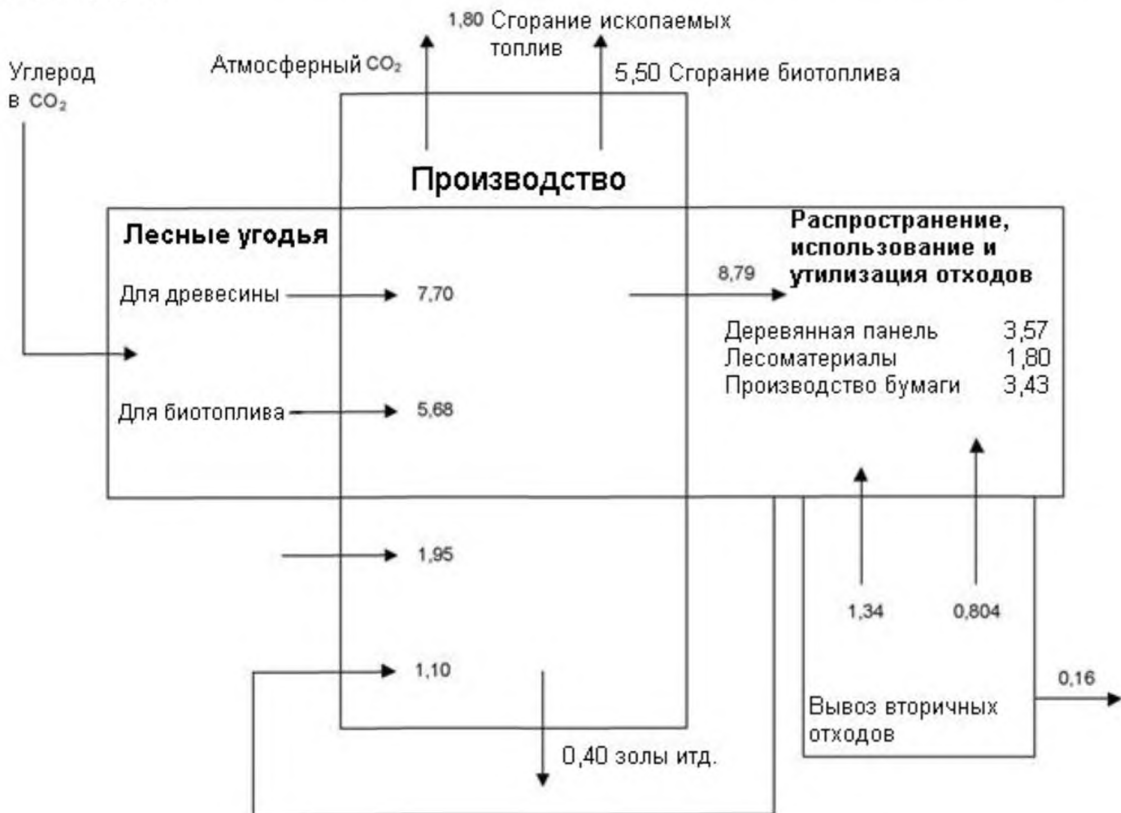 1,80 Сгорание ископаемых
топлив
Углерод
в CO₂
Атмосферный CO₂
5,50 Сгорание биотоплива
Производство
Лесные угодья
Распространение,
использование и
утилизация отходов
Для древесины
7,70
8,79
Деревянная панель 3,57
Лесоматериалы 1,80
Производство бумаги 3,43
Для биотоплива
5,68
1,95
1,34
0,804
1,10
0,16
Вывоз вторичных
отходов
0,40 золы итд.